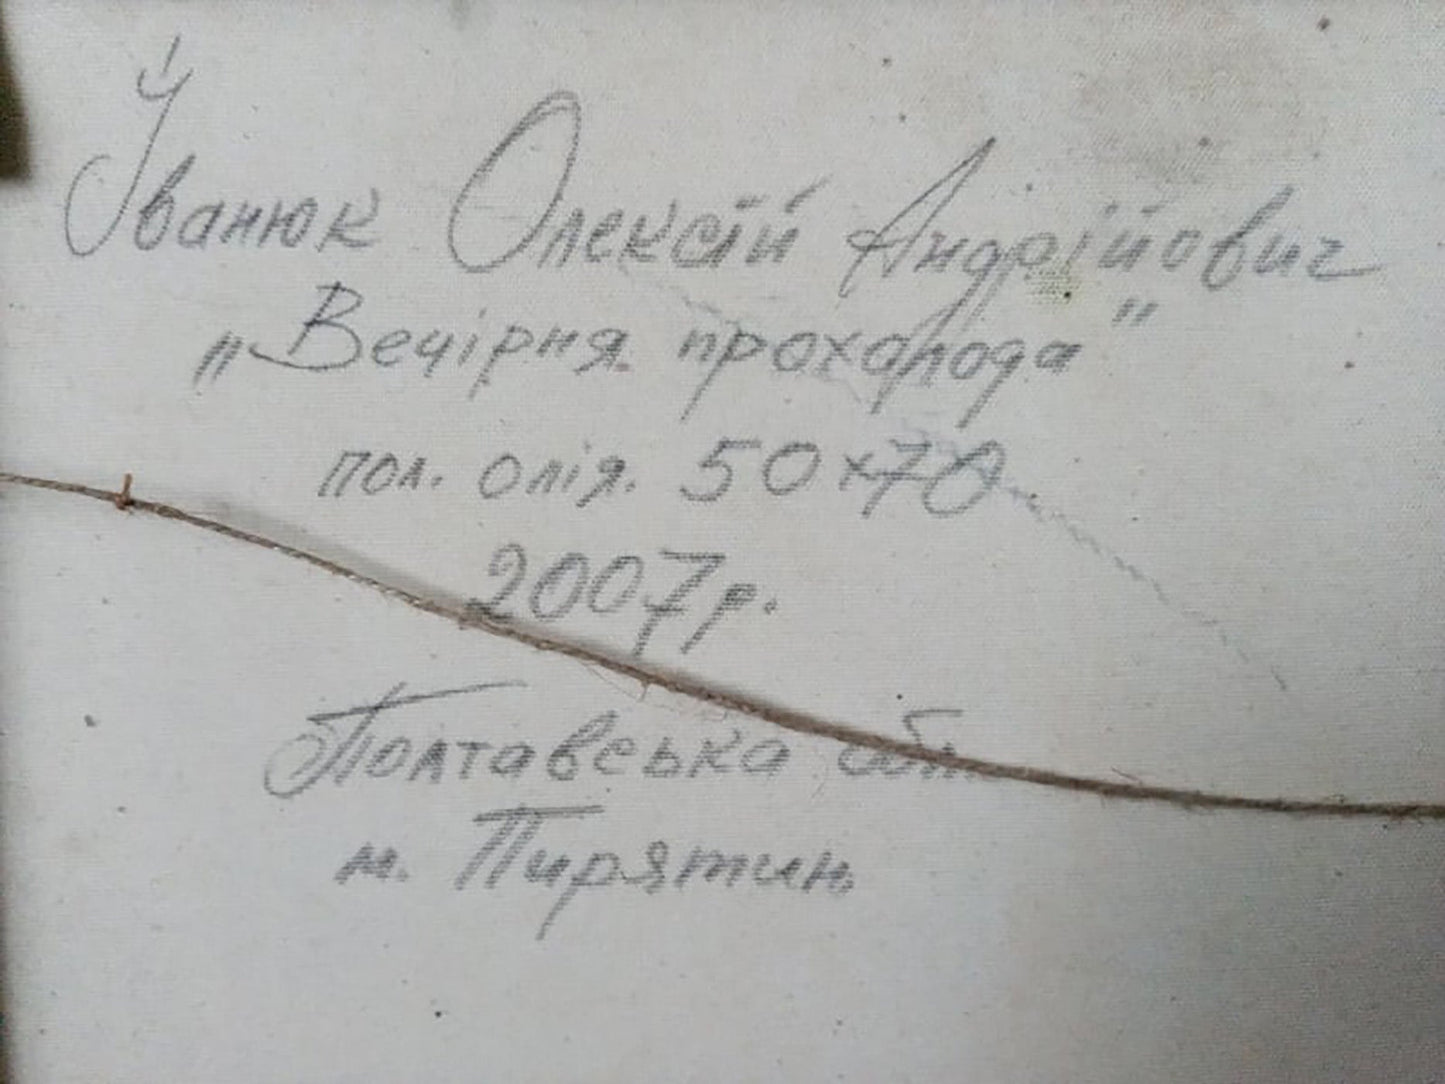 Іванюк Олексій Андрійович
„Вечірня прохолода"
пол. олія. 50х70
2007р.
Полтавська обл
м. Пирятин